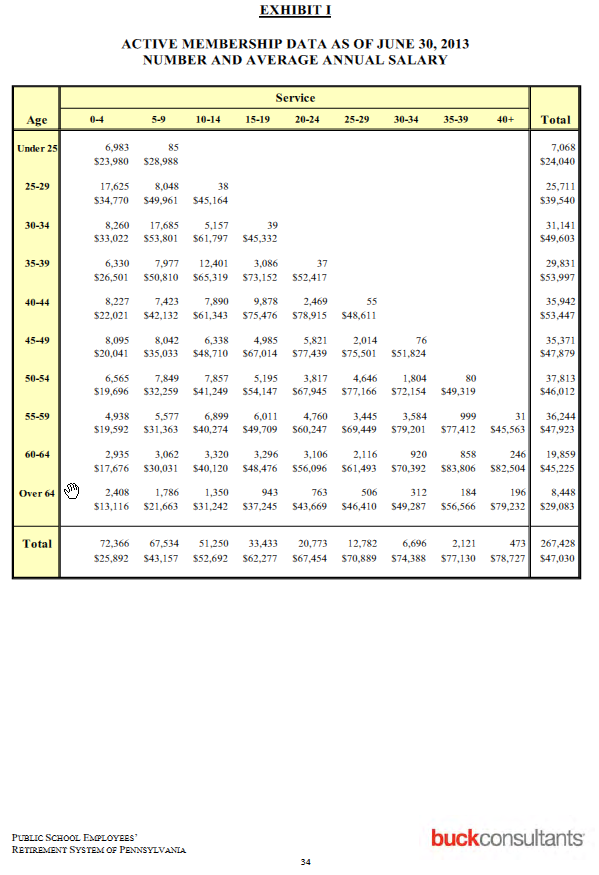 EXHIBIT I
ACTIVE MEMBERSHIP DATA AS OF JUNE 30, 2013
NUMBER AND AVERAGE ANNUAL SALARY
Service
Age 0-4 5-9 10-14 15-19 20-24 25-29 30-34 35-39 40+ Total
Under 25 6,983 85 7,068
$23,980 $28,988 $24,040
25-29 17,625 8,048 38 25,711
$34,770 $49,961 $45,164 $39,540
30-34 8,260 17,685 5,157 39 31,141
$33,022 $53,801 $61,797 $45,332 $49,603
35-39 6,330 7,977 12,401 3,086 37 29,831
$26,501 $50,810 $65,319 $73,152 $52,417 $53,997
40-44 8,227 7,423 7,890 9,878 2,469 55 35,942
$22,021 $42,132 $61,343 $75,476 $78,915 $48,611 $53,447
45-49 8,095 8,042 6,338 4,985 5,821 2,014 76 35,371
$20,041 $35,033 $48,710 $67,014 $77,439 $75,501 $51,824 $47,879
50-54 6,565 7,849 7,857 5,195 3,817 4,646 1,804 80 37,813
$19,696 $32,259 $41,249 $54,147 $67,945 $77,166 $72,154 $49,319 $46,012
55-59 4,938 5,577 6,899 6,011 4,760 3,445 3,584 999 31 36,244
$19,592 $31,363 $40,274 $49,709 $60,247 $69,449 $79,201 $77,412 $45,563 $47,923
60-64 2,935 3,062 3,320 3,296 3,106 2,116 920 858 246 19,859
$17,676 $30,031 $40,120 $48,476 $56,096 $61,493 $70,392 $83,806 $82,504 $45,225
Over 64 2,408 1,786 1,350 943 763 506 312 184 196 8,448
$13,116 $21,663 $31,242 $37,245 $43,669 $46,410 $49,287 $56,566 $79,232 $29,083
Total 72,366 67,534 51,250 33,433 20,773 12,782 6,696 2,121 473 267,428
$25,892 $43,157 $52,692 $62,277 $67,454 $70,889 $74,388 $77,130 $78,727 $47,030
PUBLIC SCHOOL EMPLOYEES'
RETIREMENT SYSTEM OF PENNSYLVANIA
buckconsultants
34